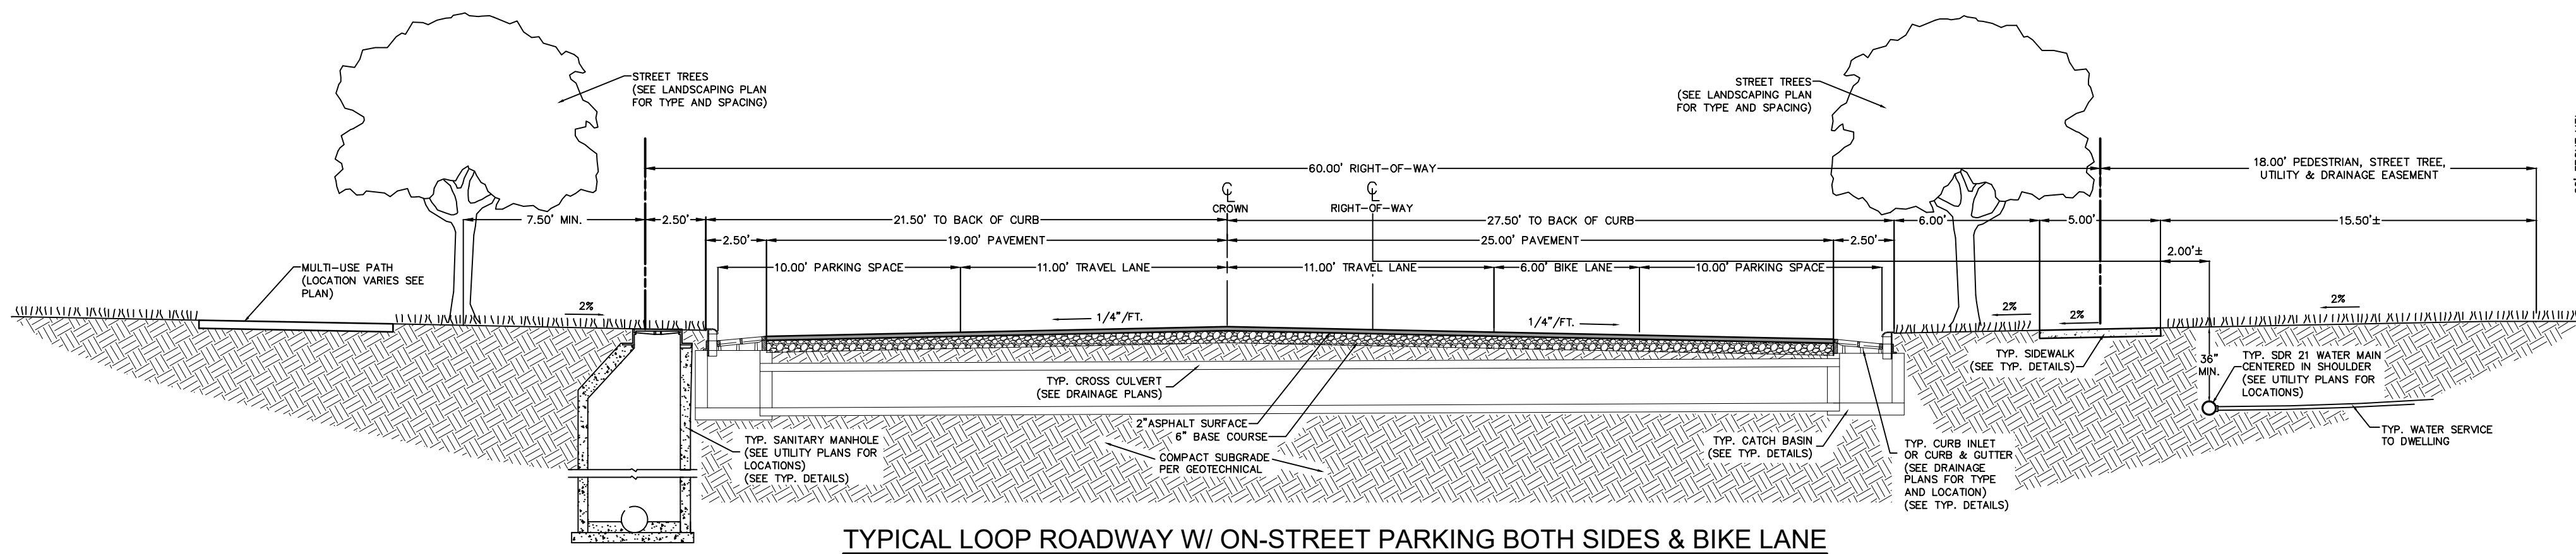 STREET TREES
(SEE LANDSCAPING PLAN
FOR TYPE AND SPACING)
STREET TREES
(SEE LANDSCAPING PLAN
FOR TYPE AND SPACING)
60.00' RIGHT-OF-WAY
18.00' PEDESTRIAN, STREET TREE,
UTILITY & DRAINAGE EASEMENT
CL
CROWN
CL
RIGHT-OF-WAY
7.50' MIN.
2.50'
21.50' TO BACK OF CURB
27.50' TO BACK OF CURB
6.00'
5.00'
15.50'±
2.50'
19.00' PAVEMENT
25.00' PAVEMENT
2.50'
2.00'±
10.00' PARKING SPACE
11.00' TRAVEL LANE
11.00' TRAVEL LANE
6.00' BIKE LANE
10.00' PARKING SPACE
MULTI-USE PATH
(LOCATION VARIES SEE
PLAN)
2%
1/4"/FT.
1/4"/FT.
2%
2%
2%
TYP. CROSS CULVERT
(SEE DRAINAGE PLANS)
2"ASPHALT SURFACE
6" BASE COURSE
COMPACT SUBGRADE
PER GEOTECHNICAL
TYP. SANITARY MANHOLE
(SEE UTILITY PLANS FOR
LOCATIONS)
(SEE TYP. DETAILS)
TYP. CATCH BASIN
(SEE TYP. DETAILS)
TYP. CURB INLET
OR CURB & GUTTER
(SEE DRAINAGE
PLANS FOR TYPE
AND LOCATION)
(SEE TYP. DETAILS)
TYP. SIDEWALK
(SEE TYP. DETAILS)
36"
MIN.
TYP. SDR 21 WATER MAIN
CENTERED IN SHOULDER
(SEE UTILITY PLANS FOR
LOCATIONS)
TYP. WATER SERVICE
TO DWELLING
TYPICAL LOOP ROADWAY W/ ON-STREET PARKING BOTH SIDES & BIKE LANE